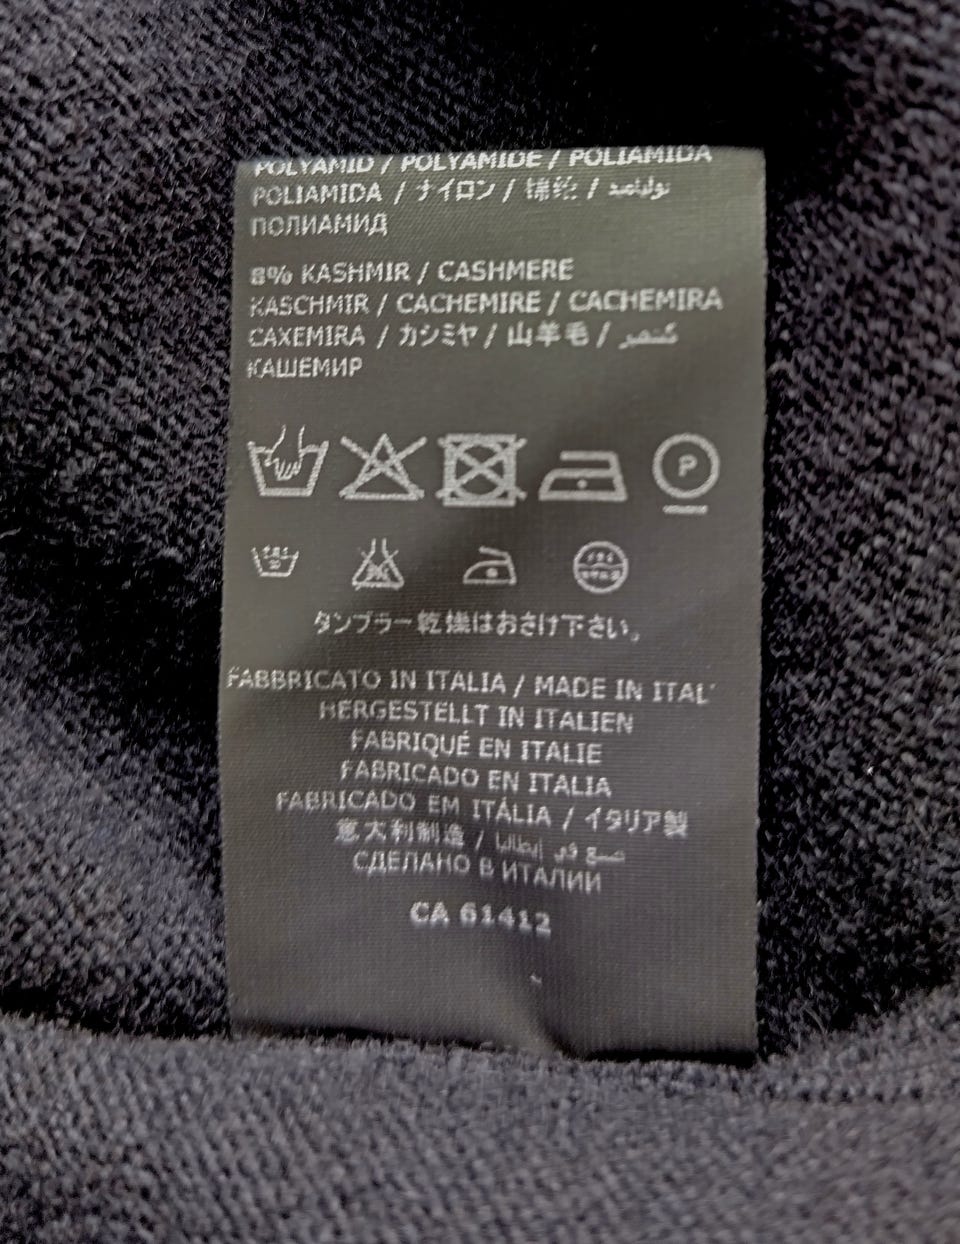 POLYAMID / POLYAMIDE / POLIAMIDA
POLIAMIDA / ナイロン / 锦纶 / بولياميد
ПОЛИАМИД
8% KASHMIR / CASHMERE
KASCHMIR / CACHEMIRE / CACHEMIRA
CAXEMIRA / カシミヤ / 山羊毛 / كشمير
КАШЕМИР
P
タンブラー乾燥はおさけ下さい。
FABBRICATO IN ITALIA / MADE IN ITAL
HERGESTELLT IN ITALIEN
FABRIQUÉ EN ITALIE
FABRICADO EN ITALIA
FABRICADO EM ITÁLIA / イタリア製
意大利制造 / صنع في إيطاليا
СДЕЛАНО В ИТАЛИИ
CA 61412